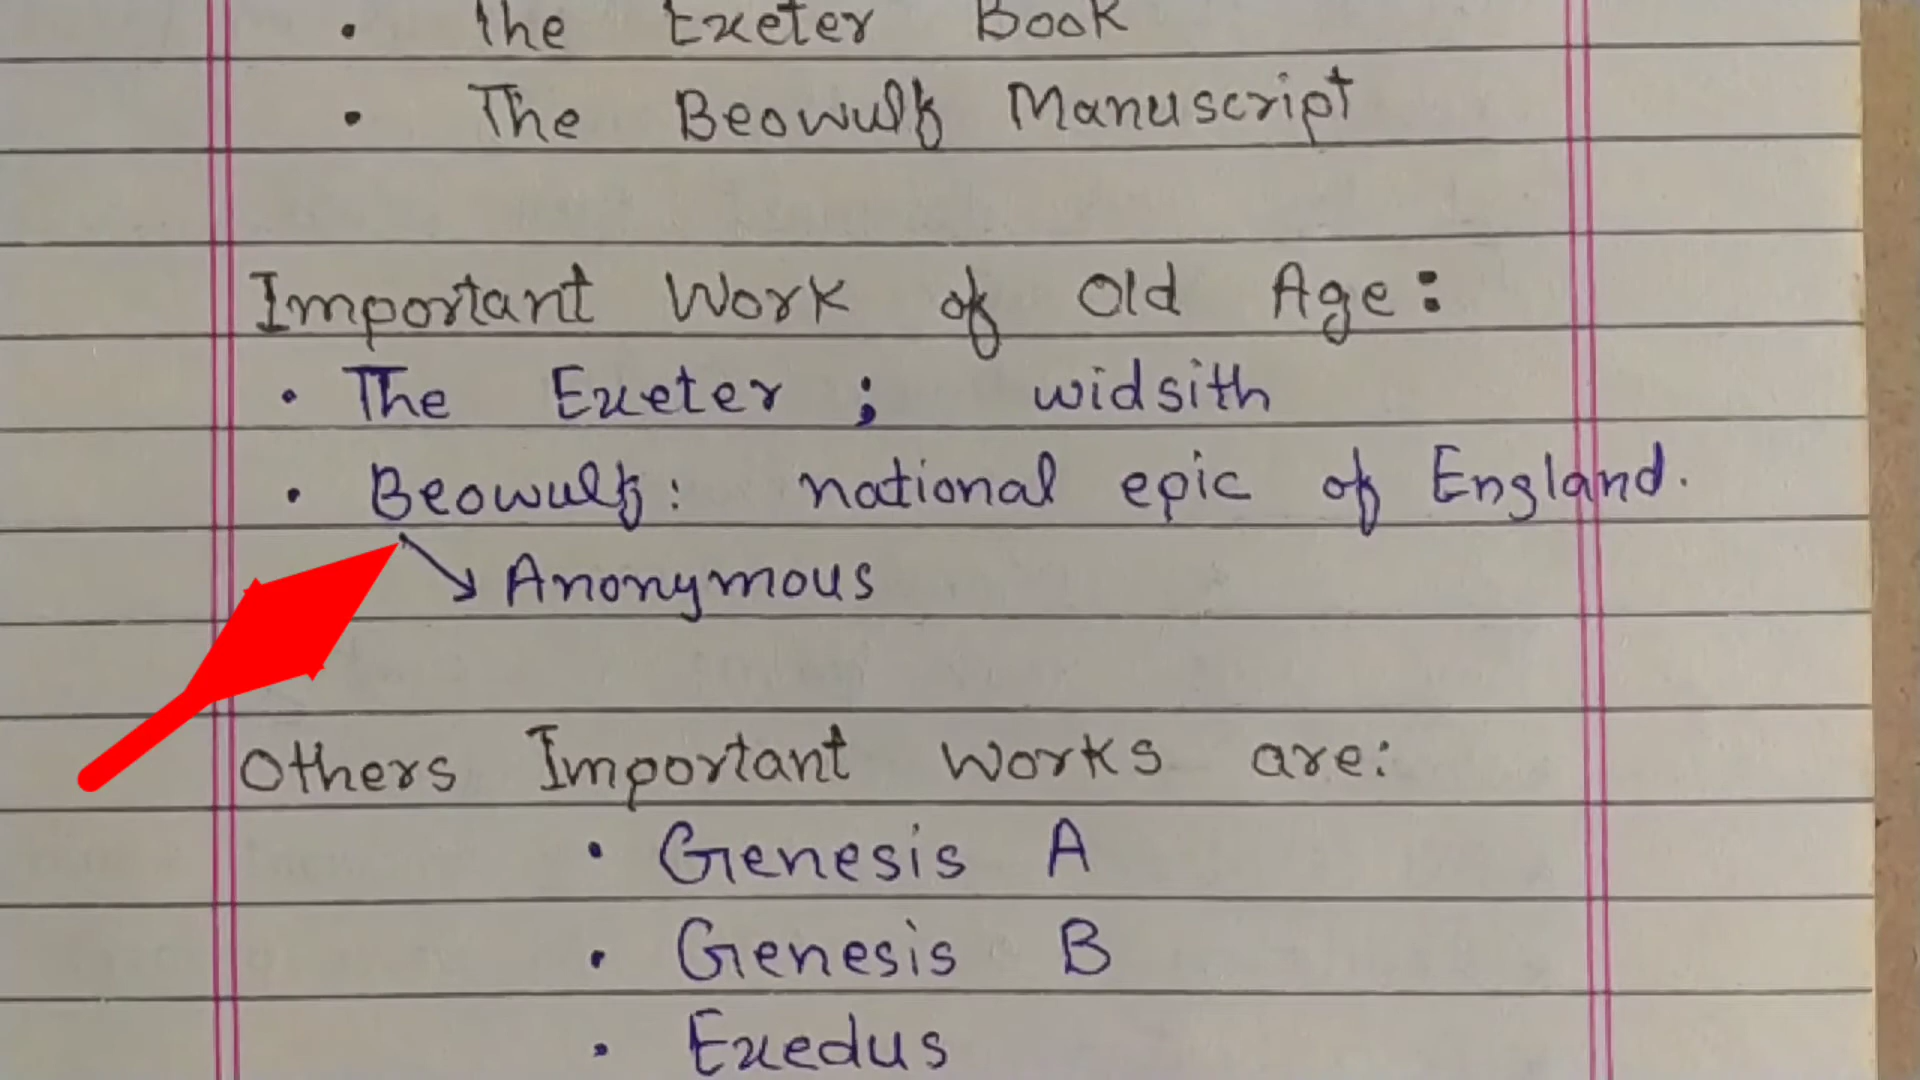 • The Exeter Book
• The Beowulf Manuscript
Important Work of Old Age:
• The Exeter ; widsith
• Beowulf: national epic of England.
↘ Anonymous
Others Important Works are:
• Genesis A
• Genesis B
• Exedus